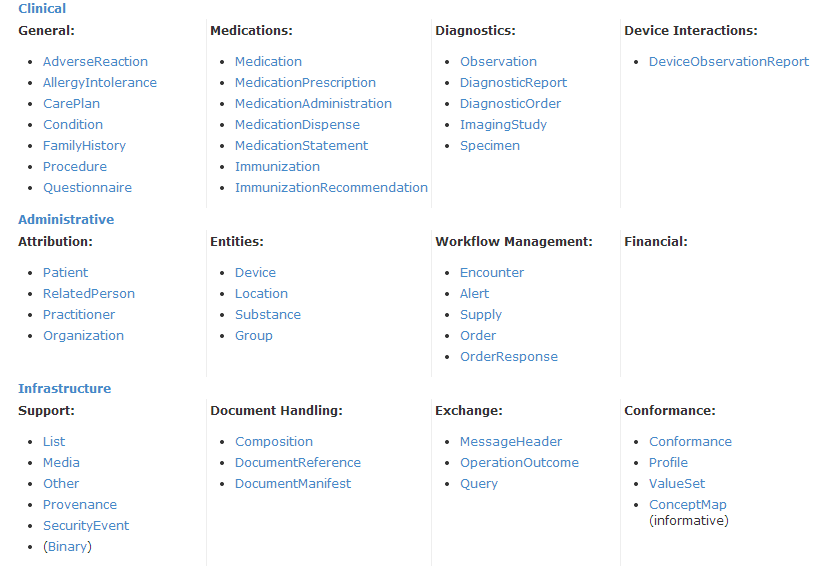 Clinical
General:
AdverseReaction
AllergyIntolerance
CarePlan
Condition
FamilyHistory
Procedure
Questionnaire
Medications:
Medication
MedicationPrescription
MedicationAdministration
MedicationDispense
MedicationStatement
Immunization
ImmunizationRecommendation
Diagnostics:
Observation
DiagnosticReport
DiagnosticOrder
ImagingStudy
Specimen
Device Interactions:
DeviceObservationReport
Administrative
Attribution:
Patient
RelatedPerson
Practitioner
Organization
Entities:
Device
Location
Substance
Group
Workflow Management:
Encounter
Alert
Supply
Order
OrderResponse
Financial:
Infrastructure
Support:
List
Media
Other
Provenance
SecurityEvent
(Binary)
Document Handling:
Composition
DocumentReference
DocumentManifest
Exchange:
MessageHeader
OperationOutcome
Query
Conformance:
Conformance
Profile
ValueSet
ConceptMap
(informative)